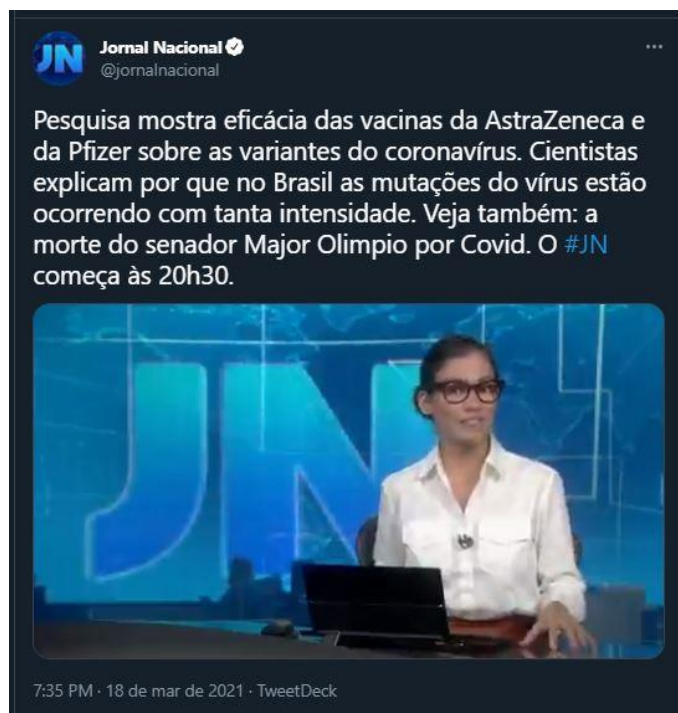 JN
Jornal Nacional
@jornalnacional
Pesquisa mostra eficácia das vacinas da AstraZeneca e
da Pfizer sobre as variantes do coronavírus. Cientistas
explicam por que no Brasil as mutações do vírus estão
ocorrendo com tanta intensidade. Veja também: a
morte do senador Major Olimpio por Covid. O #JN
começa às 20h30.
JN
7:35 PM · 18 de mar de 2021 · TweetDeck